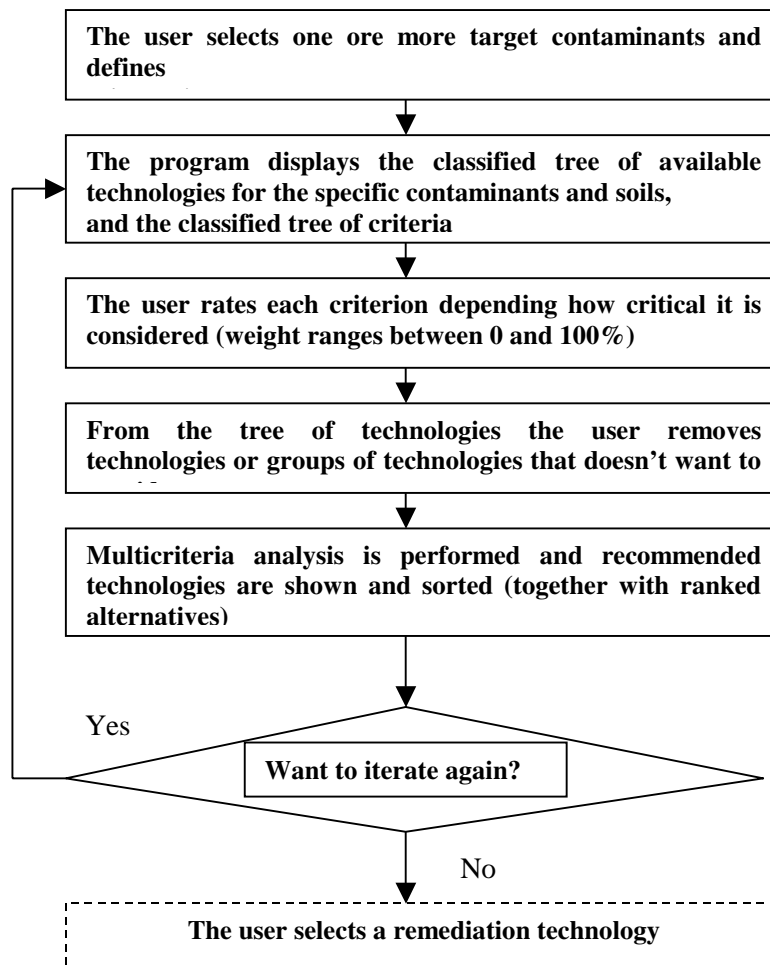 The user selects one ore more target contaminants and
defines
The program displays the classified tree of available
technologies for the specific contaminants and soils,
and the classified tree of criteria
The user rates each criterion depending how critical it is
considered (weight ranges between 0 and 100%)
From the tree of technologies the user removes
technologies or groups of technologies that doesn’t want to
Multicriteria analysis is performed and recommended
technologies are shown and sorted (together with ranked
alternatives)
Yes
Want to iterate again?
No
The user selects a remediation technology